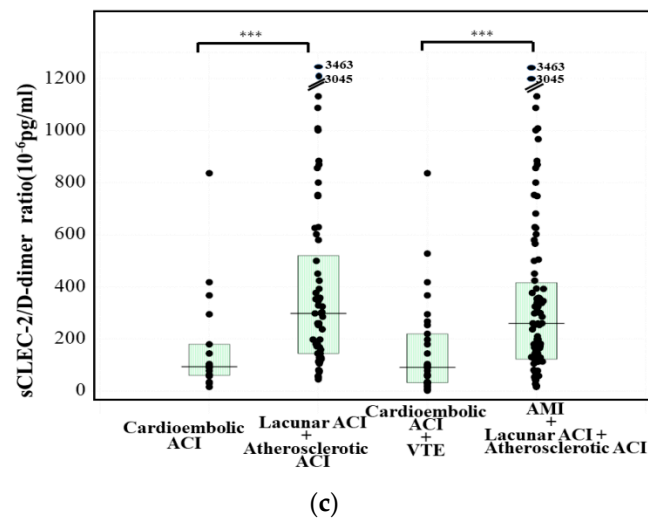 ***
***
3463
3045
3463
3045
sCLEC-2/D-dimer ratio(10⁻⁶pg/ml)
1200
1000
800
600
400
200
0
Cardioembolic
ACI
Lacunar ACI
+
Atherosclerotic
ACI
Cardioembolic
ACI
+
VTE
AMI
+
Lacunar ACI +
Atherosclerotic ACI
(c)